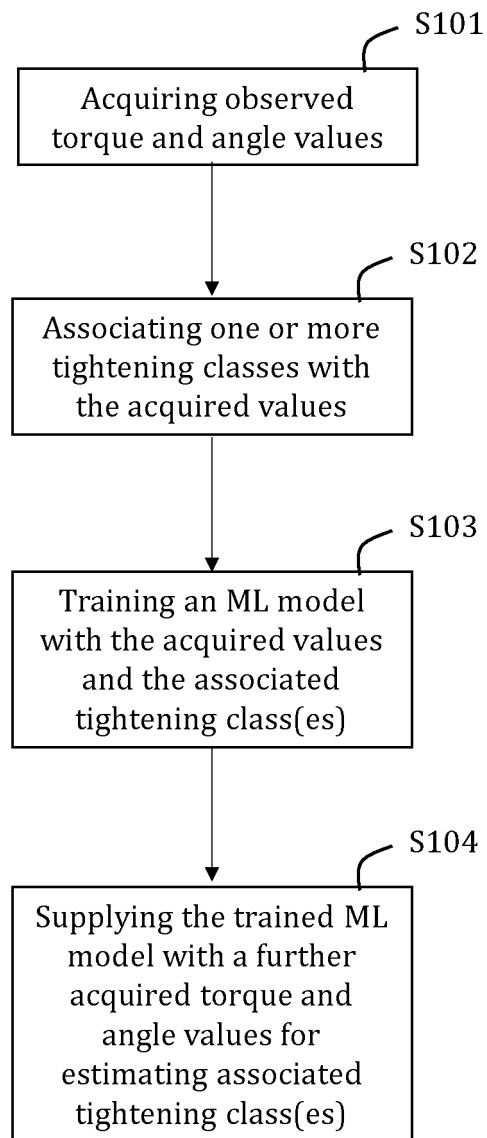 S101
Acquiring observed
torque and angle values
S102
Associating one or more
tightening classes with
the acquired values
S103
Training an ML model
with the acquired values
and the associated
tightening class(es)
S104
Supplying the trained ML
model with a further
acquired torque and
angle values for
estimating associated
tightening class(es)